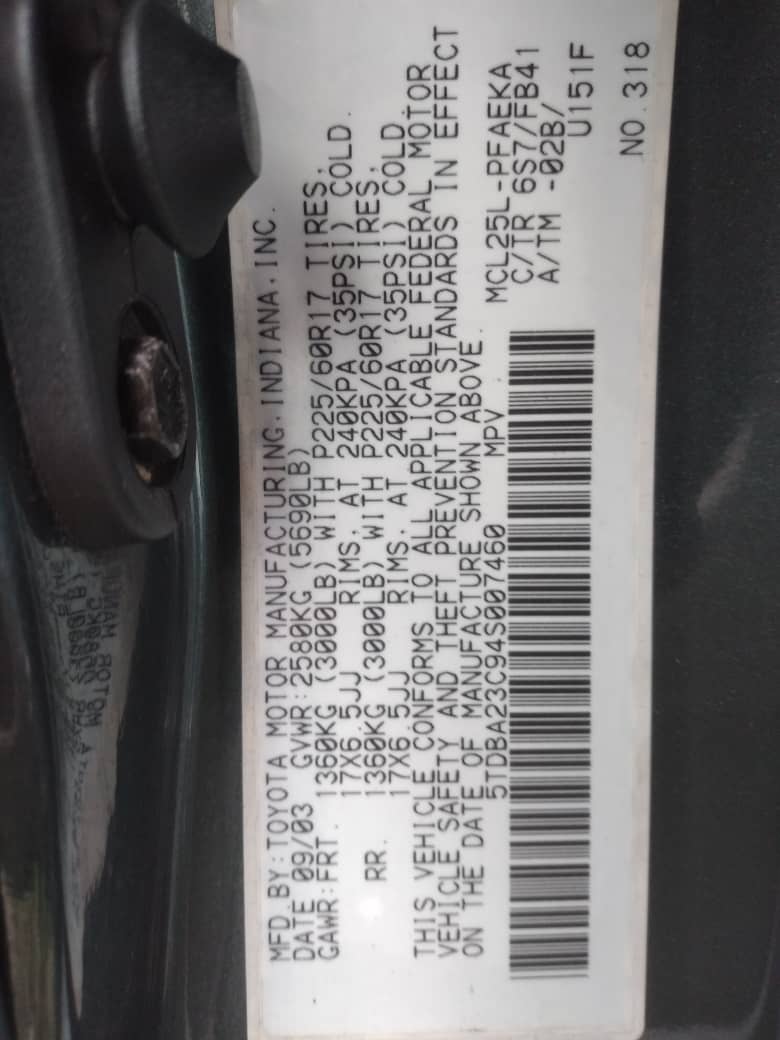 MFD.BY:TOYOTA MOTOR MANUFACTURING,INDIANA,INC.
DATE 09/03 GVWR:2580KG (5690LB)
GAWR:FRT. 1360KG (3000LB) WITH P225/60R17 TIRES,
17X6.5JJ RIMS, AT 240KPA (35PSI) COLD.
RR. 1360KG (3000LB) WITH P225/60R17 TIRES,
17X6.5JJ RIMS, AT 240KPA (35PSI) COLD.
THIS VEHICLE CONFORMS TO ALL APPLICABLE FEDERAL MOTOR
VEHICLE SAFETY AND THEFT PREVENTION STANDARDS IN EFFECT
ON THE DATE OF MANUFACTURE SHOWN ABOVE.
5TDBA23C94S007460 MPV
MCL25L-PFAEKA
C/TR 6S7/FB41
A/TM -02B/
U151F
NO.318